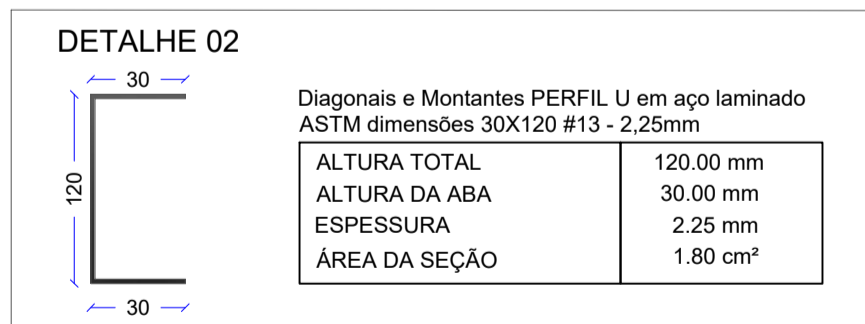 DETALHE 02
30
120
30
Diagonais e Montantes PERFIL U em aço laminado
ASTM dimensões 30X120 #13 - 2,25mm
ALTURA TOTAL 120.00 mm
ALTURA DA ABA 30.00 mm
ESPESSURA 2.25 mm
ÁREA DA SEÇÃO 1.80 cm²